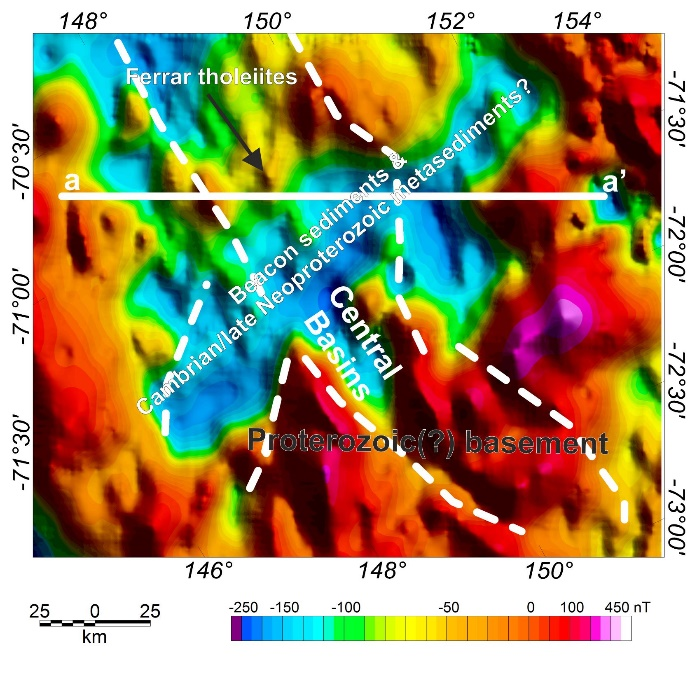 148° 150° 152° 154°
Ferrar tholeiites
-71°30'
-70°30'
a a'
Beacon sediments &
Cambrian/late Neoproterozoic metasediments?
-72°00'
-71°00'
Central
Basins
-72°30'
-71°30'
Proterozoic(?) basement
-73°00'
146° 148° 150°
25 0 25
km
-250 -150 -100 -50 0 100 450 nT